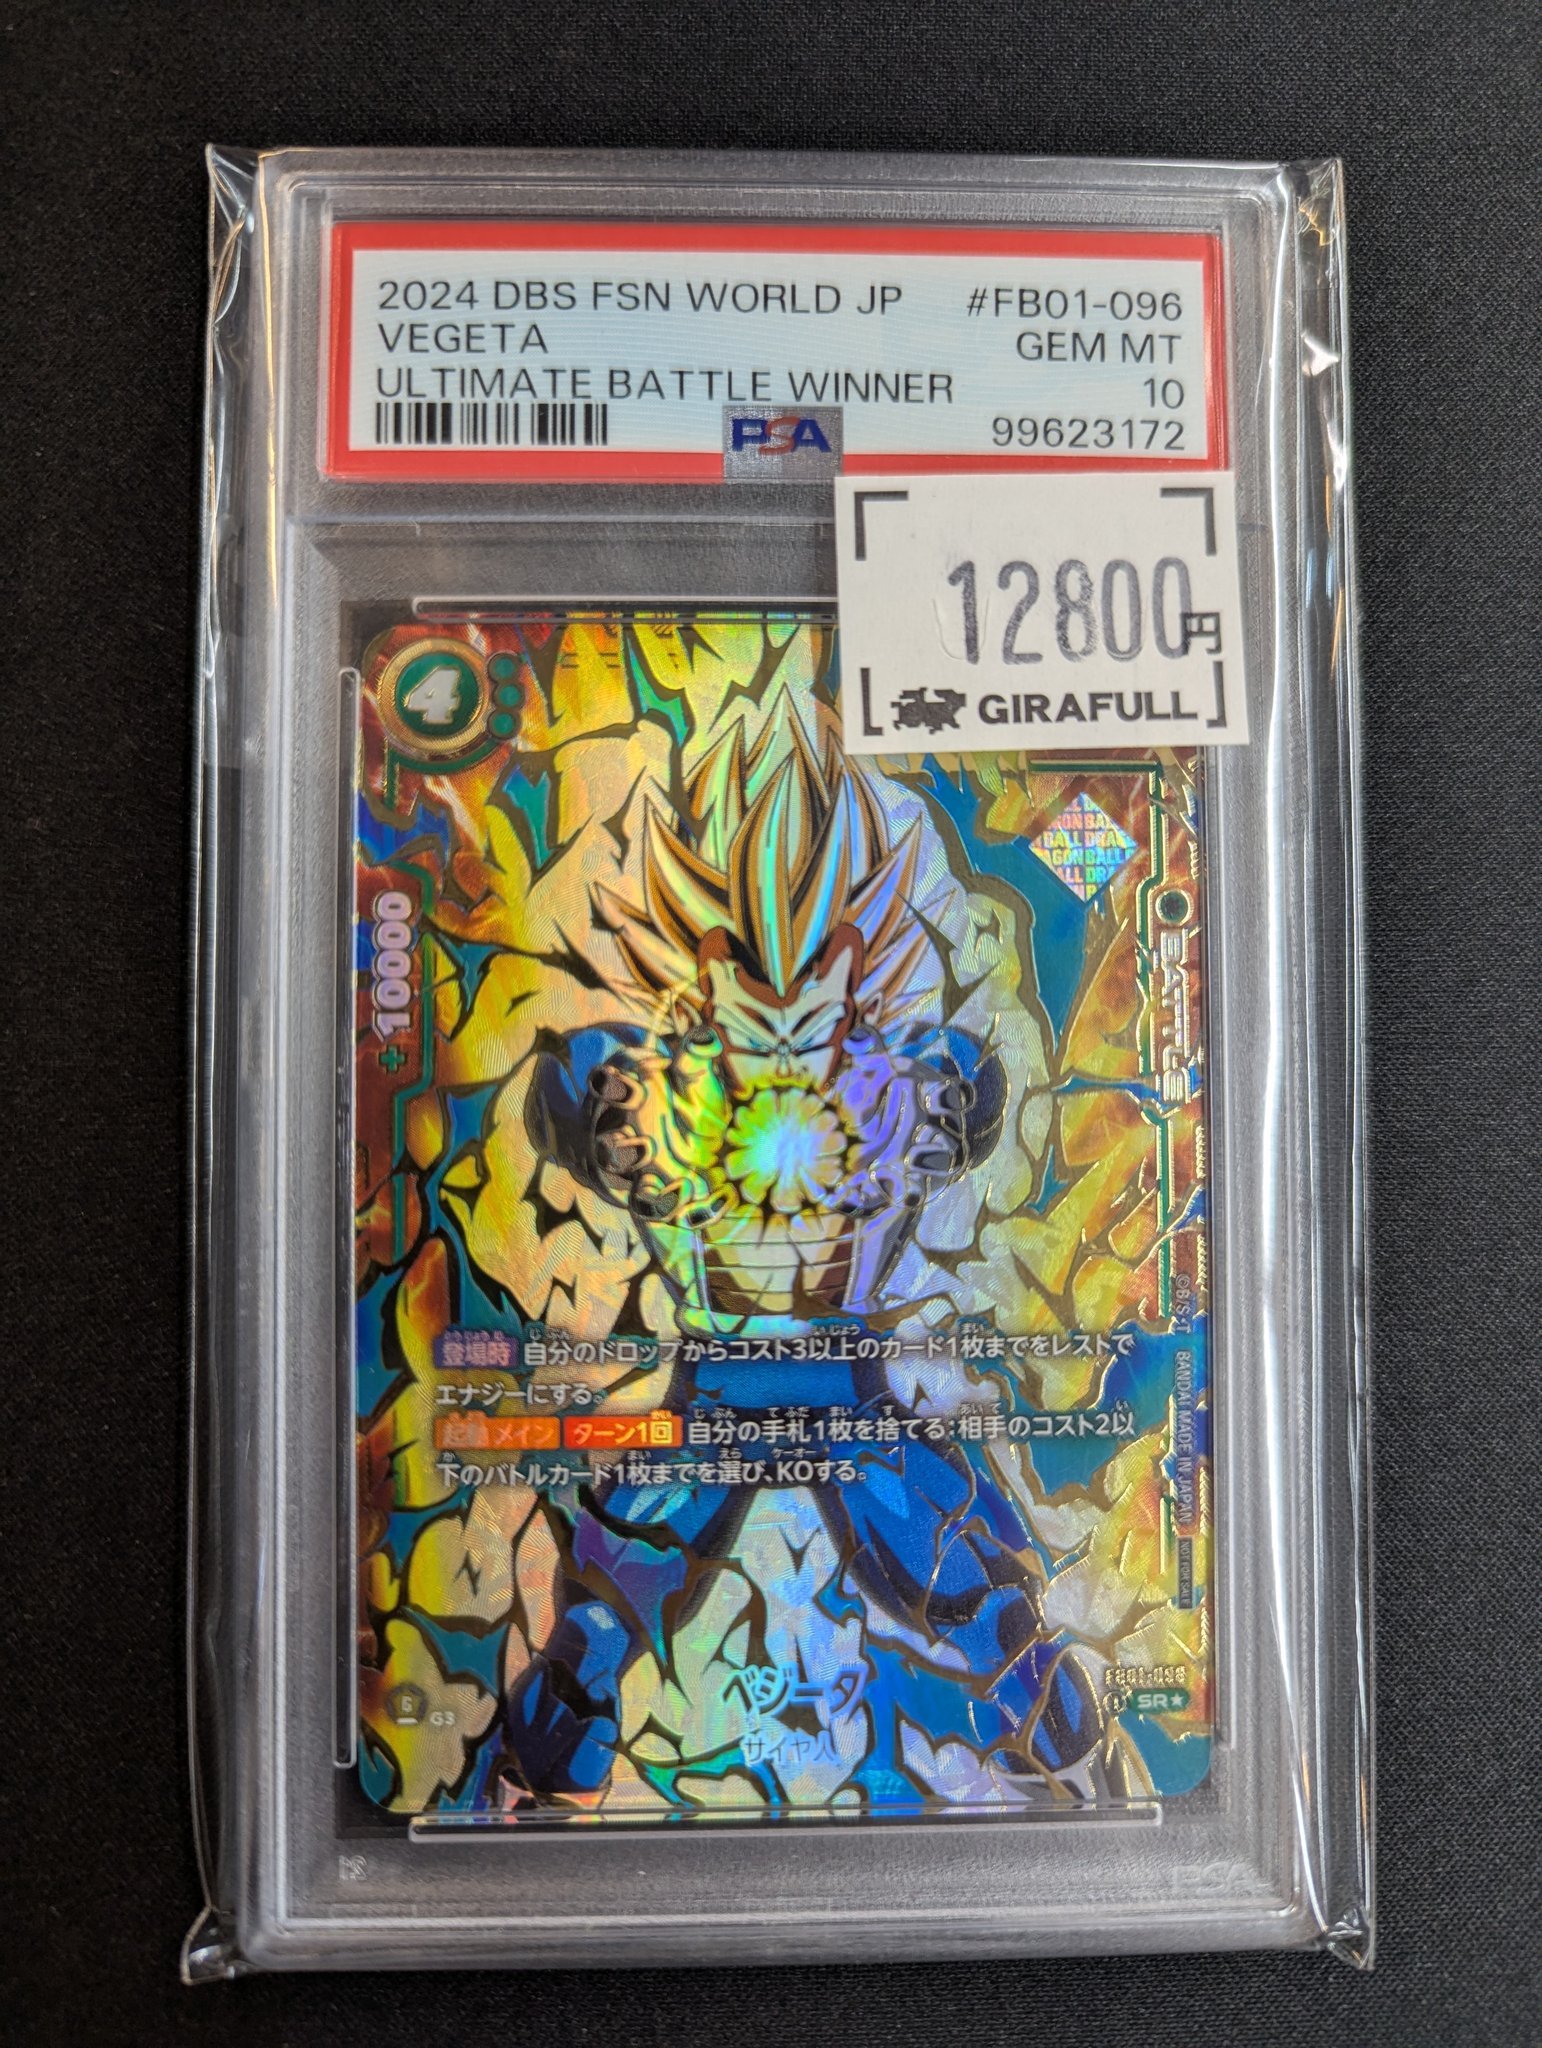 2024 DBS FSN WORLD JP #FB01-096
VEGETA GEM MT
ULTIMATE BATTLE WINNER 10
PSA 99623172
12800円
GIRAFULL
4
+10000
BATTLE
登場時 自分のドロップからコスト3以上のカード1枚までをレストで
エナジーにする。
起動メイン ターン1回 自分の手札1枚を捨てる:相手のコスト2以
下のバトルカード1枚までを選び、KOする。
©B/S・T BANDAI MADE IN JAPAN NOT FOR SALE
ベジータ
サイヤ人
FB01-096
SR★
G3